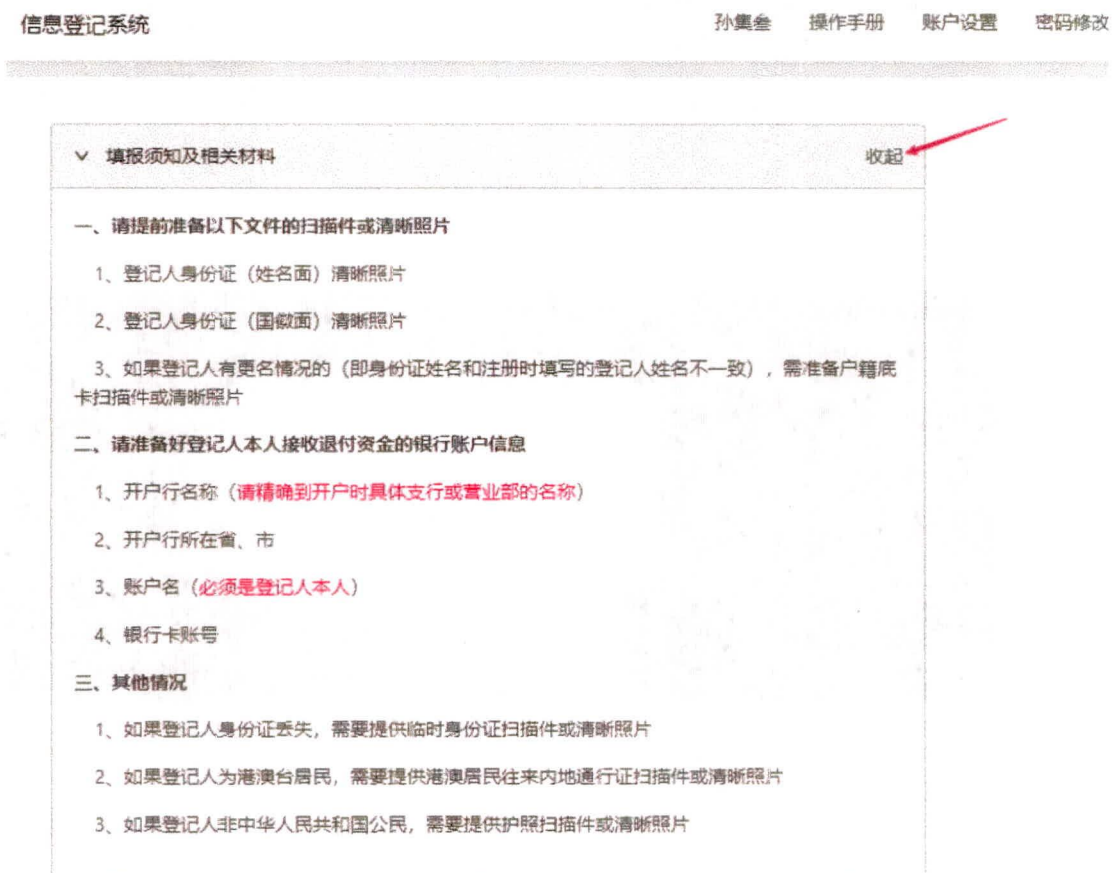 信息登记系统 孙集叁 操作手册 账户设置 密码修改
填报须知及相关材料 收起
一、请提前准备以下文件的扫描件或清晰照片
1、登记人身份证（姓名面）清晰照片
2、登记人身份证（国徽面）清晰照片
3、如果登记人有更名情况的（即身份证姓名和注册时填写的登记人姓名不一致），需准备户籍底
卡扫描件或清晰照片
二、请准备好登记人本人接收退付资金的银行账户信息
1、开户行名称（请精确到开户时具体支行或营业部的名称）
2、开户行所在省、市
3、账户名（必须是登记人本人）
4、银行卡账号
三、其他情况
1、如果登记人身份证丢失，需要提供临时身份证扫描件或清晰照片
2、如果登记人为港澳台居民，需要提供港澳居民往来内地通行证扫描件或清晰照片
3、如果登记人非中华人民共和国公民，需要提供护照扫描件或清晰照片